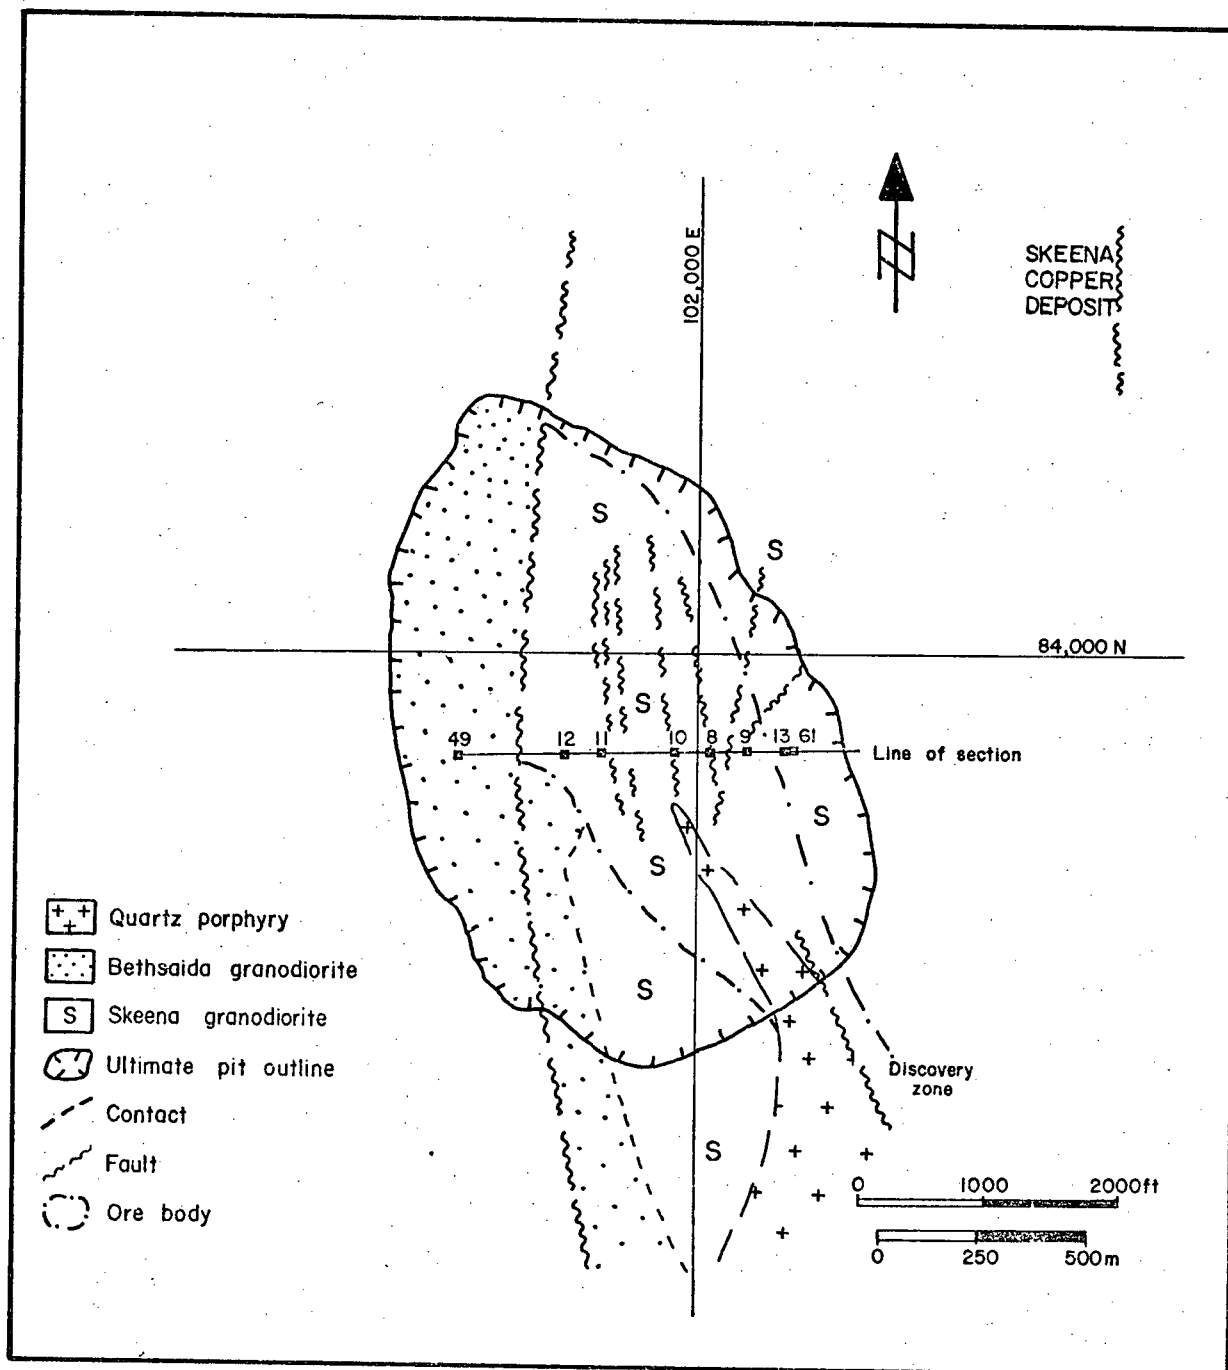 102,000 E
SKEENA
COPPER
DEPOSIT
S
S
84,000 N
S
49 12 11 10 8 9 13 61
Line of section
S
S
S
S
Quartz porphyry
Bethsaida granodiorite
S Skeena granodiorite
Ultimate pit outline
Contact
Fault
Ore body
Discovery
zone
0 1000 2000ft
0 250 500m